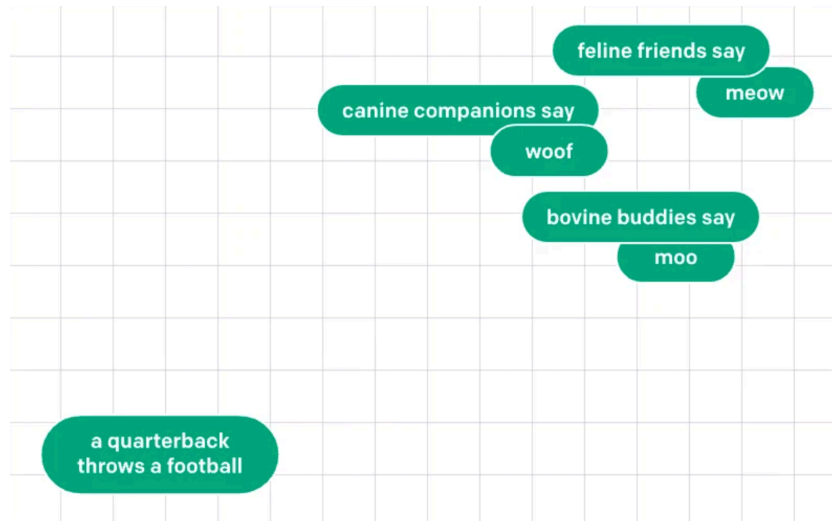 feline friends say
meow
canine companions say
woof
bovine buddies say
moo
a quarterback
throws a football